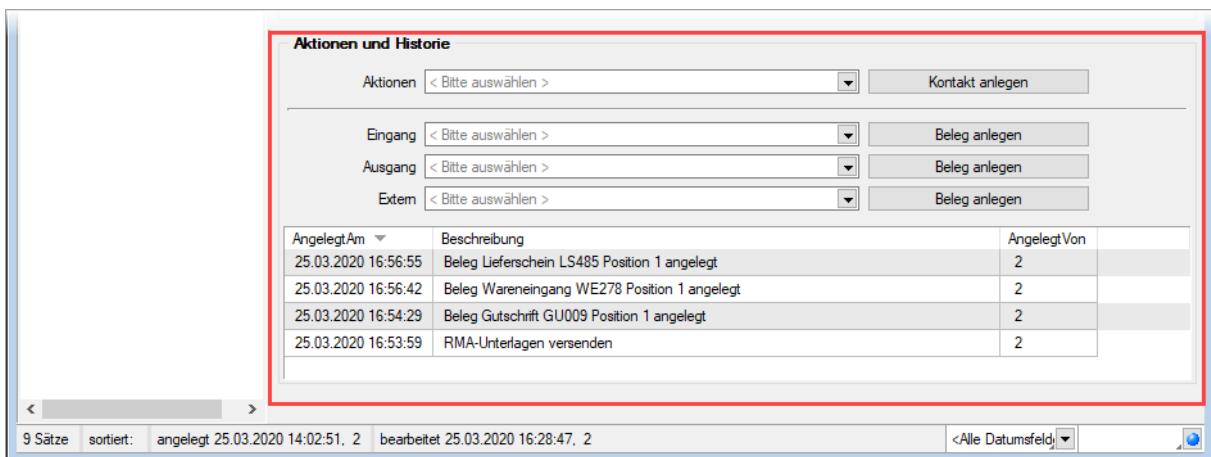 Aktionen und Historie
Aktionen < Bitte auswählen > Kontakt anlegen
Eingang < Bitte auswählen > Beleg anlegen
Ausgang < Bitte auswählen > Beleg anlegen
Extern < Bitte auswählen > Beleg anlegen
AngelegtAm Beschreibung AngelegtVon
25.03.2020 16:56:55 Beleg Lieferschein LS485 Position 1 angelegt 2
25.03.2020 16:56:42 Beleg Wareneingang WE278 Position 1 angelegt 2
25.03.2020 16:54:29 Beleg Gutschrift GU009 Position 1 angelegt 2
25.03.2020 16:53:59 RMA-Unterlagen versenden 2
9 Sätze sortiert: angelegt 25.03.2020 14:02:51, 2 bearbeitet 25.03.2020 16:28:47, 2 <Alle Datumsfeld